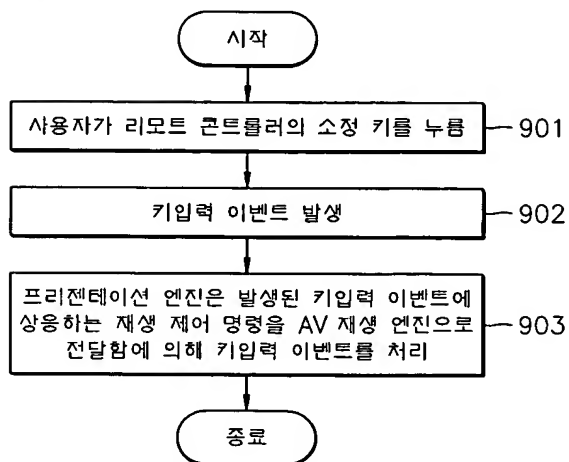 시작
사용자가 리모트 콘트롤러의 소정 키를 누름
901
키입력 이벤트 발생
902
프리젠테이션 엔진은 발생된 키입력 이벤트에
상응하는 재생 제어 명령을 AV 재생 엔진으로
전달함에 의해 키입력 이벤트를 처리
903
종료